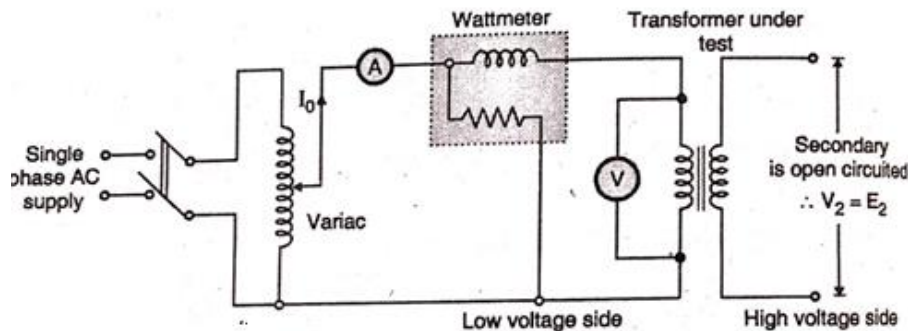 Wattmeter
Transformer under
test
A
I₀
Single
phase AC
supply
Variac
V
Secondary
is open circuited
∴ V₂ = E₂
Low voltage side
High voltage side